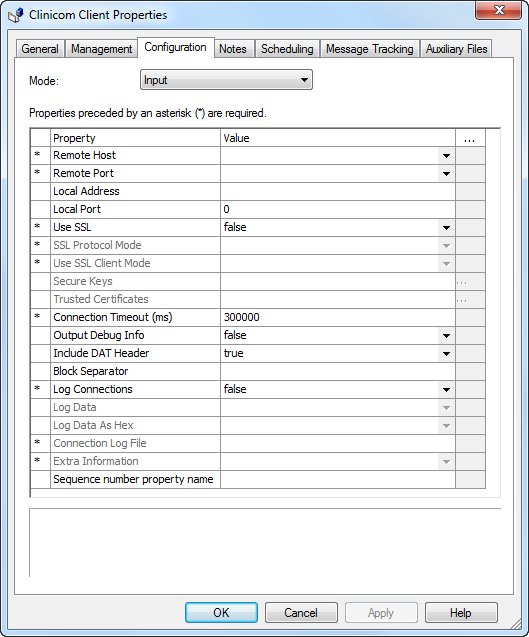 Clinicom Client Properties
General Management Configuration Notes Scheduling Message Tracking Auxiliary Files
Mode: Input
Properties preceded by an asterisk (*) are required.
Property Value ...
* Remote Host
* Remote Port
Local Address
Local Port 0
* Use SSL false
* SSL Protocol Mode
* Use SSL Client Mode
Secure Keys ...
Trusted Certificates ...
* Connection Timeout (ms) 300000
Output Debug Info false
Include DAT Header true
Block Separator
* Log Connections false
Log Data
Log Data As Hex
* Connection Log File
* Extra Information
Sequence number property name
OK Cancel Apply Help